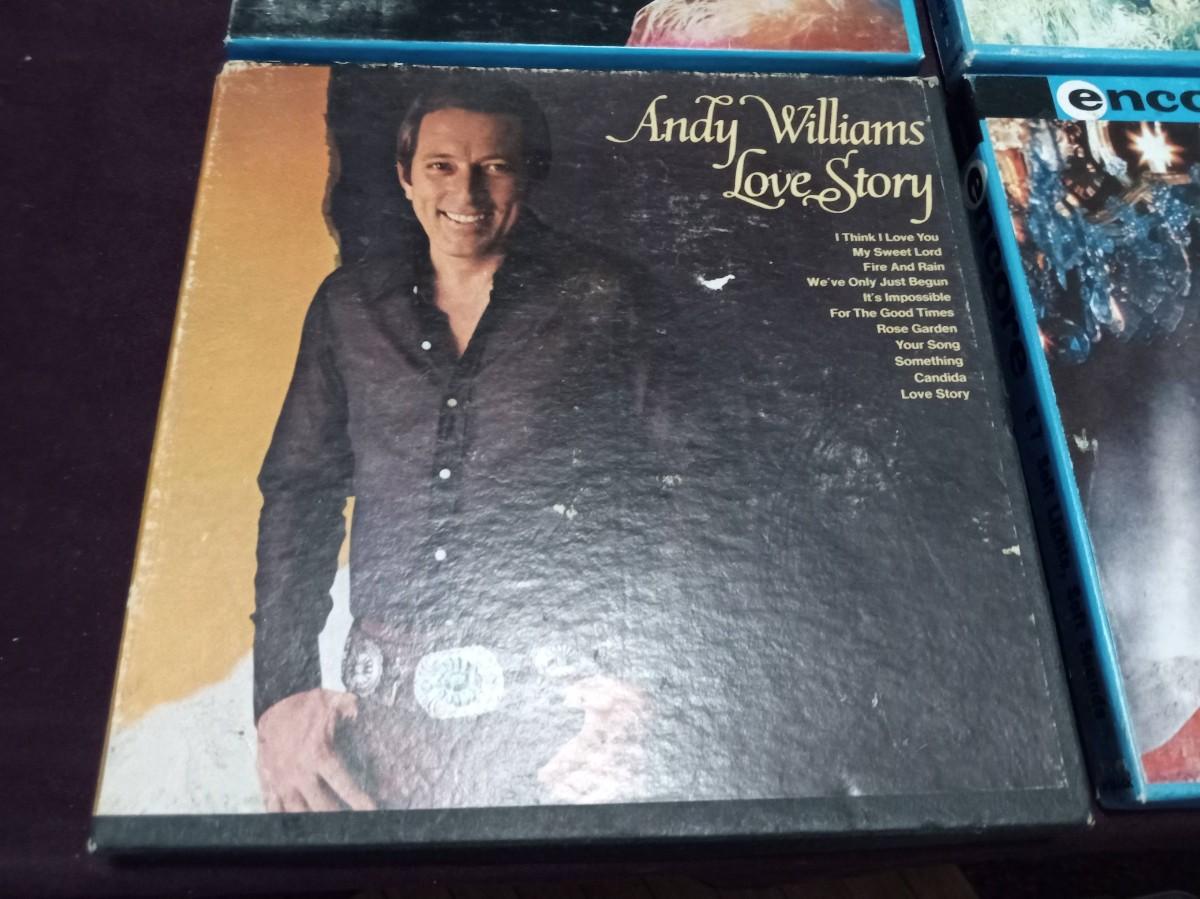 Andy Williams
Love Story
I Think I Love You
My Sweet Lord
Fire And Rain
We've Only Just Begun
It's Impossible
For The Good Times
Rose Garden
Your Song
Something
Candida
Love Story
enco
encore